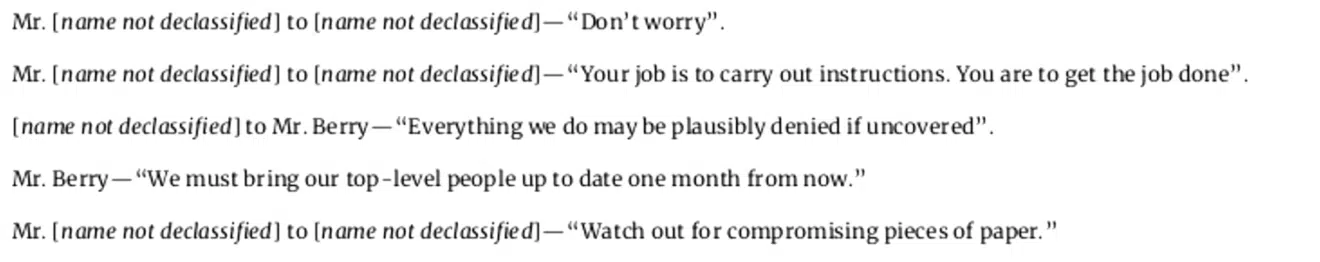 Mr. [name not declassified] to [name not declassified]—“Don’t worry”.
Mr. [name not declassified] to [name not declassified]—“Your job is to carry out instructions. You are to get the job done”.
[name not declassified] to Mr. Berry—“Everything we do may be plausibly denied if uncovered”.
Mr. Berry—“We must bring our top-level people up to date one month from now.”
Mr. [name not declassified] to [name not declassified]—“Watch out for compromising pieces of paper.”